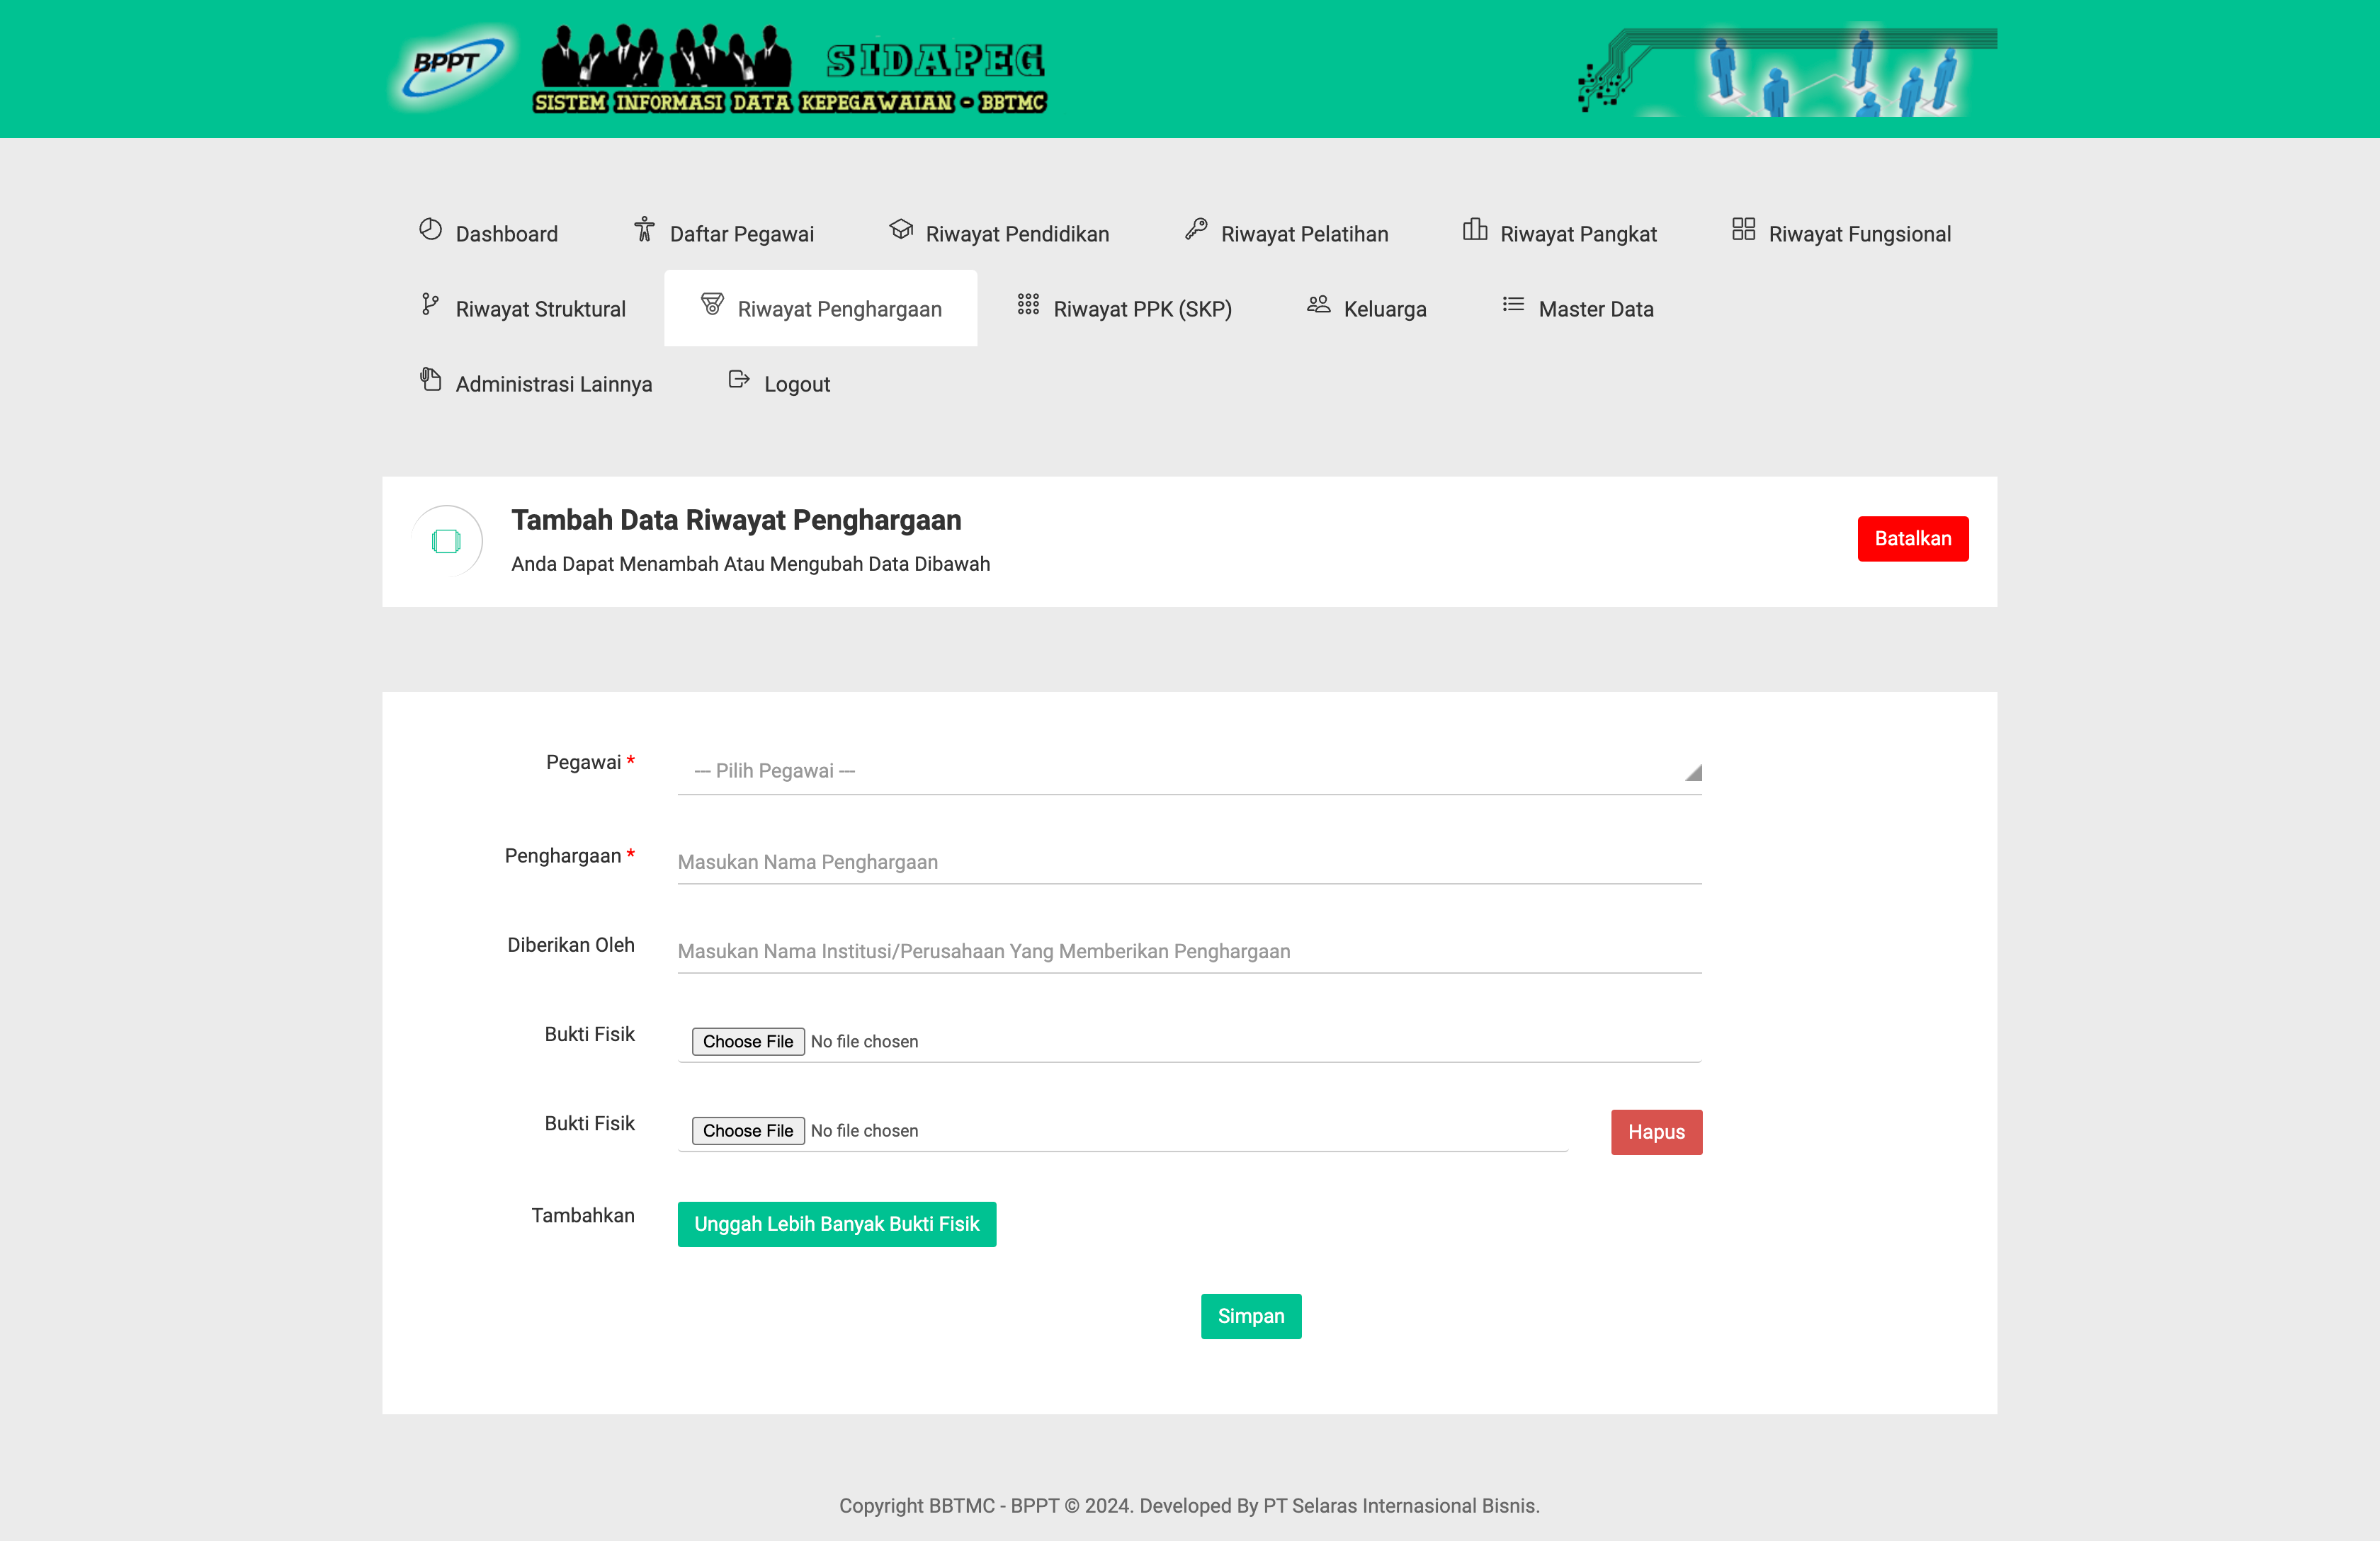 BPPT
SIDAPEG
SISTEM INFORMASI DATA KEPEGAWAIAN - BBTMC
Dashboard
Daftar Pegawai
Riwayat Pendidikan
Riwayat Pelatihan
Riwayat Pangkat
Riwayat Fungsional
Riwayat Struktural
Riwayat Penghargaan
Riwayat PPK (SKP)
Keluarga
Master Data
Administrasi Lainnya
Logout
Tambah Data Riwayat Penghargaan
Anda Dapat Menambah Atau Mengubah Data Dibawah
Batalkan
Pegawai *
--- Pilih Pegawai ---
Penghargaan *
Masukan Nama Penghargaan
Diberikan Oleh
Masukan Nama Institusi/Perusahaan Yang Memberikan Penghargaan
Bukti Fisik
Choose File No file chosen
Bukti Fisik
Choose File No file chosen
Hapus
Tambahkan
Unggah Lebih Banyak Bukti Fisik
Simpan
Copyright BBTMC - BPPT © 2024. Developed By PT Selaras Internasional Bisnis.